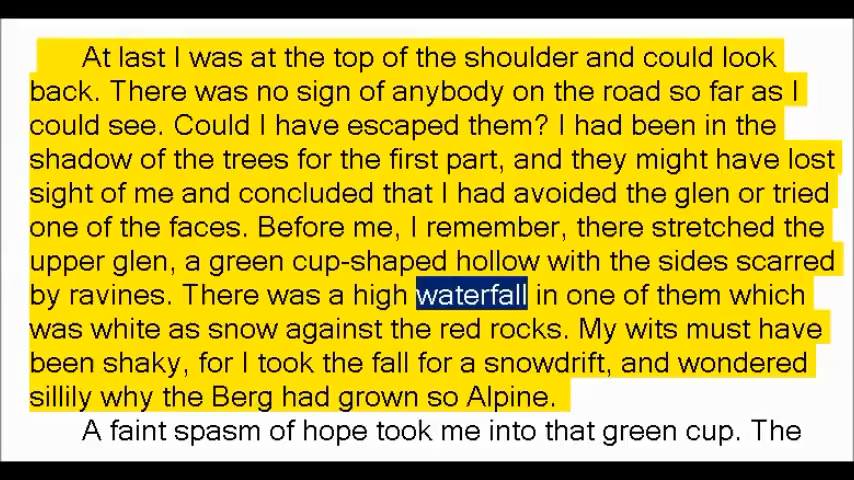 At last I was at the top of the shoulder and could look
back. There was no sign of anybody on the road so far as I
could see. Could I have escaped them? I had been in the
shadow of the trees for the first part, and they might have lost
sight of me and concluded that I had avoided the glen or tried
one of the faces. Before me, I remember, there stretched the
upper glen, a green cup-shaped hollow with the sides scarred
by ravines. There was a high waterfall in one of them which
was white as snow against the red rocks. My wits must have
been shaky, for I took the fall for a snowdrift, and wondered
sillily why the Berg had grown so Alpine.
A faint spasm of hope took me into that green cup. The